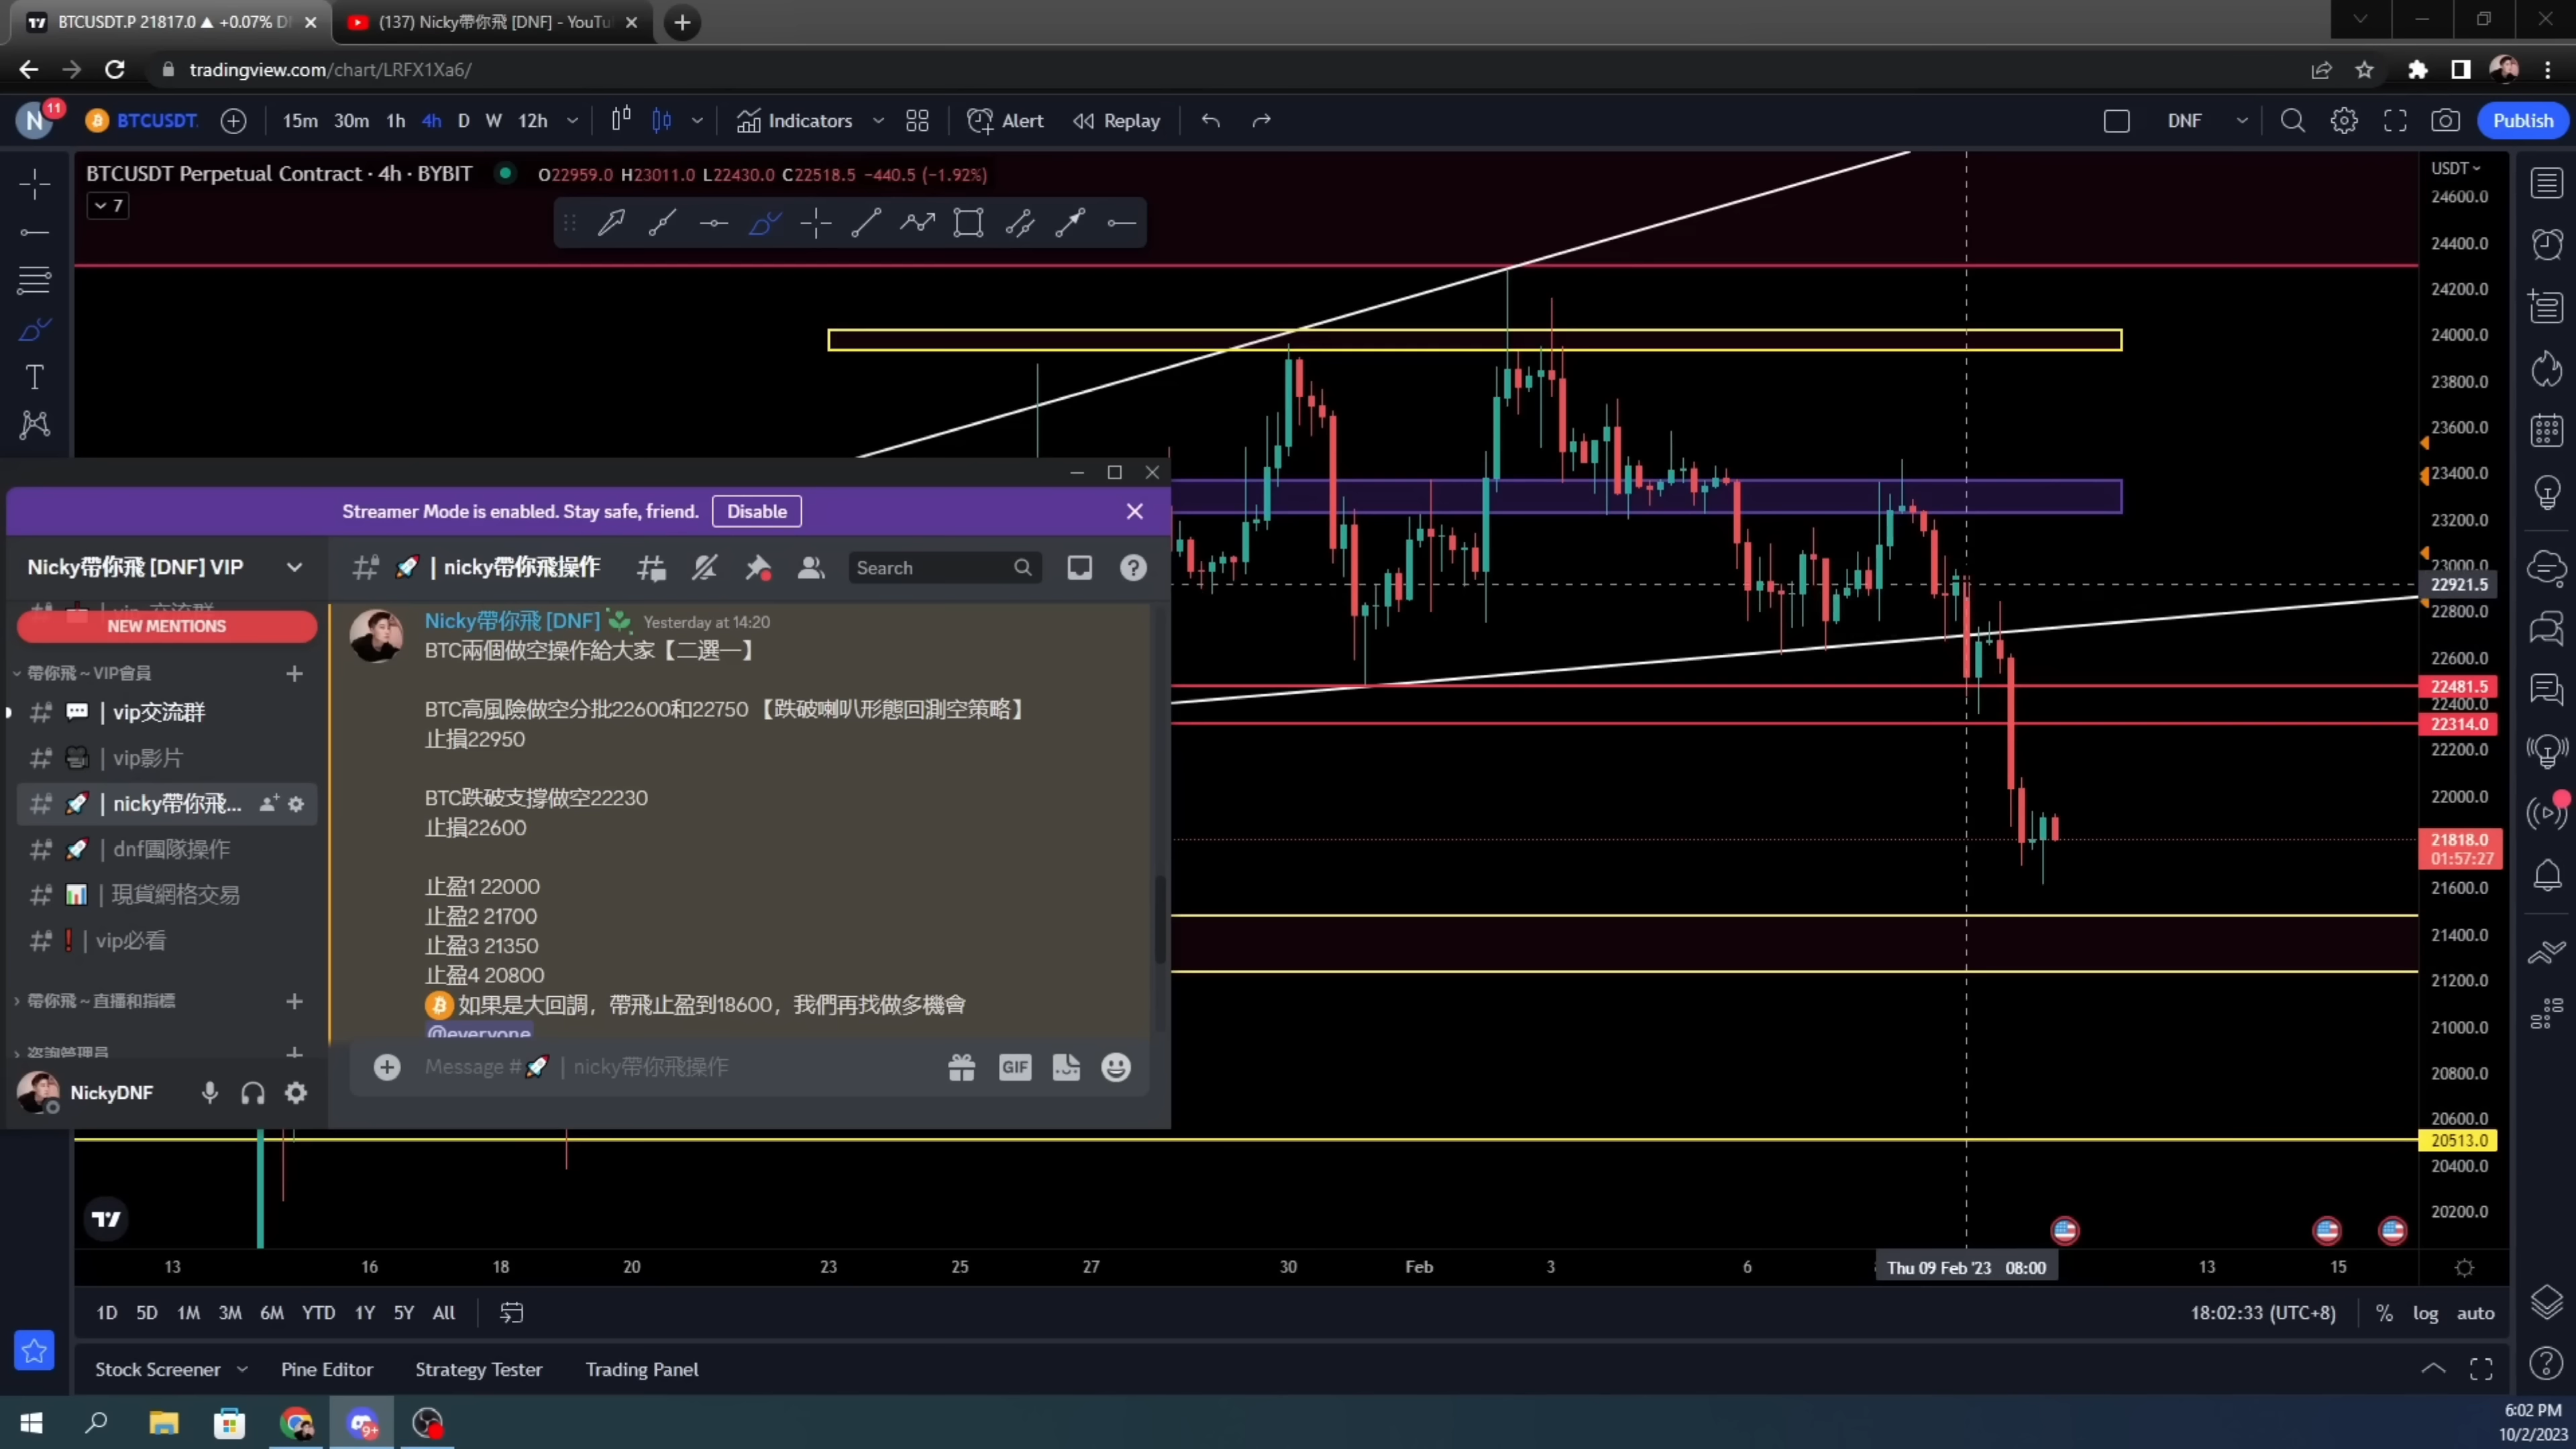 BTCUSDT.P 21817.0 ▲ +0.07%
(137) Nicky帶你飛 [DNF] - YouTu
tradingview.com/chart/LRFX1Xa6/
N 11 BTCUSDT. 15m 30m 1h 4h D W 12h Indicators Alert Replay DNF Publish
BTCUSDT Perpetual Contract · 4h · BYBIT O22959.0 H23011.0 L22430.0 C22518.5 −440.5 (−1.92%)
7
USDT
24600.0
24400.0
24200.0
24000.0
23800.0
23600.0
23400.0
23200.0
23000.0
22921.5
22800.0
22600.0
22481.5
22400.0
22314.0
22200.0
22000.0
21818.0
01:57:27
21600.0
21400.0
21200.0
21000.0
20800.0
20600.0
20513.0
20400.0
20200.0
Streamer Mode is enabled. Stay safe, friend. Disable
Nicky帶你飛 [DNF] VIP
| nicky帶你飛操作 Search
NEW MENTIONS
帶你飛 ~ VIP會員
| vip交流群
| vip影片
| nicky帶你飛...
| dnf團隊操作
| 現貨網格交易
| vip必看
帶你飛 ~ 直播和指標
NickyDNF
Nicky帶你飛 [DNF] Yesterday at 14:20
BTC兩個做空操作給大家【二選一】
BTC高風險做空分批22600和22750 【跌破喇叭形態回測空策略】
止損22950
BTC跌破支撐做空22230
止損22600
止盈1 22000
止盈2 21700
止盈3 21350
止盈4 20800
如果是大回調，帶飛止盈到18600，我們再找做多機會
@everyone
Message # | nicky帶你飛操作
GIF
13 16 18 20 23 25 27 30 Feb 3 6 Thu 09 Feb '23 08:00 13 15
1D 5D 1M 3M 6M YTD 1Y 5Y All 18:02:33 (UTC+8) % log auto
Stock Screener Pine Editor Strategy Tester Trading Panel
9+
6:02 PM
10/2/2023